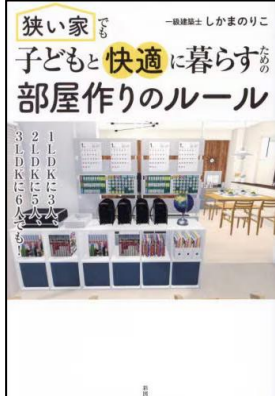 狭い家でも
一級建築士 しかまのりこ
子どもと快適に暮らすための
部屋作りのルール
1LDKに3人、
2LDKに5人、
3LDKに6人でも!